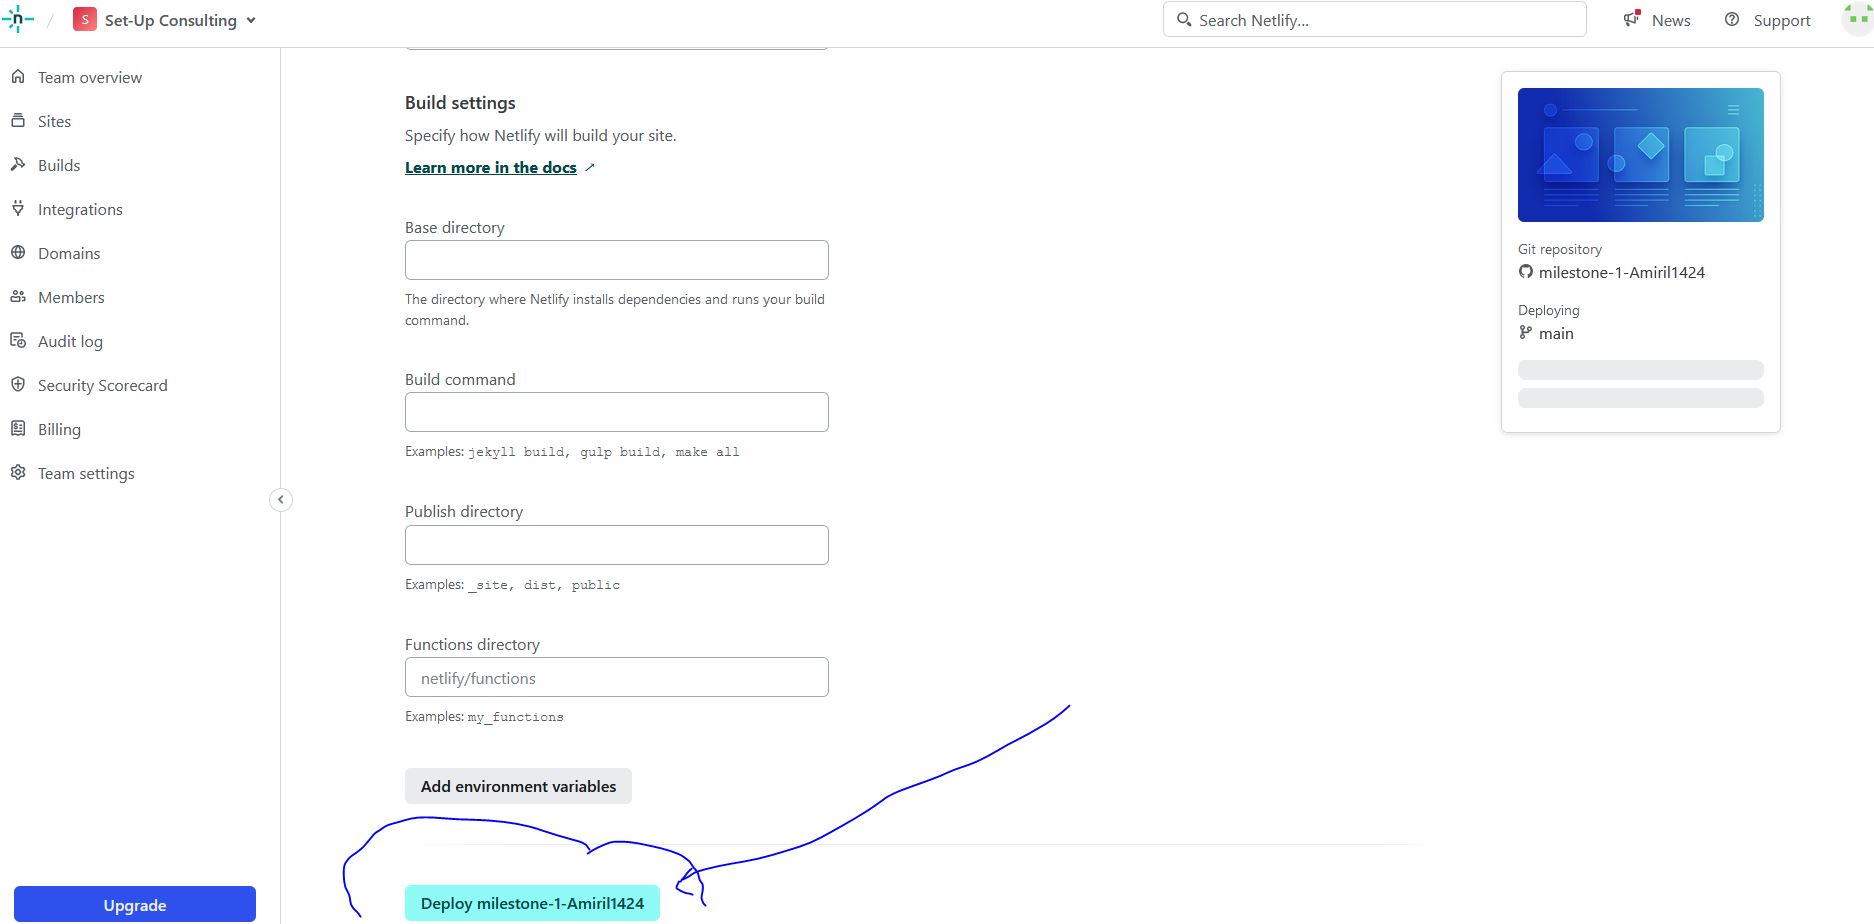 n / S Set-Up Consulting
Search Netlify...
News
Support
Team overview
Sites
Builds
Integrations
Domains
Members
Audit log
Security Scorecard
Billing
Team settings
Upgrade
Build settings
Specify how Netlify will build your site.
Learn more in the docs
Base directory
The directory where Netlify installs dependencies and runs your build
command.
Build command
Examples: jekyll build, gulp build, make all
Publish directory
Examples: _site, dist, public
Functions directory
netlify/functions
Examples: my_functions
Add environment variables
Deploy milestone-1-Amiril1424
Git repository
milestone-1-Amiril1424
Deploying
main